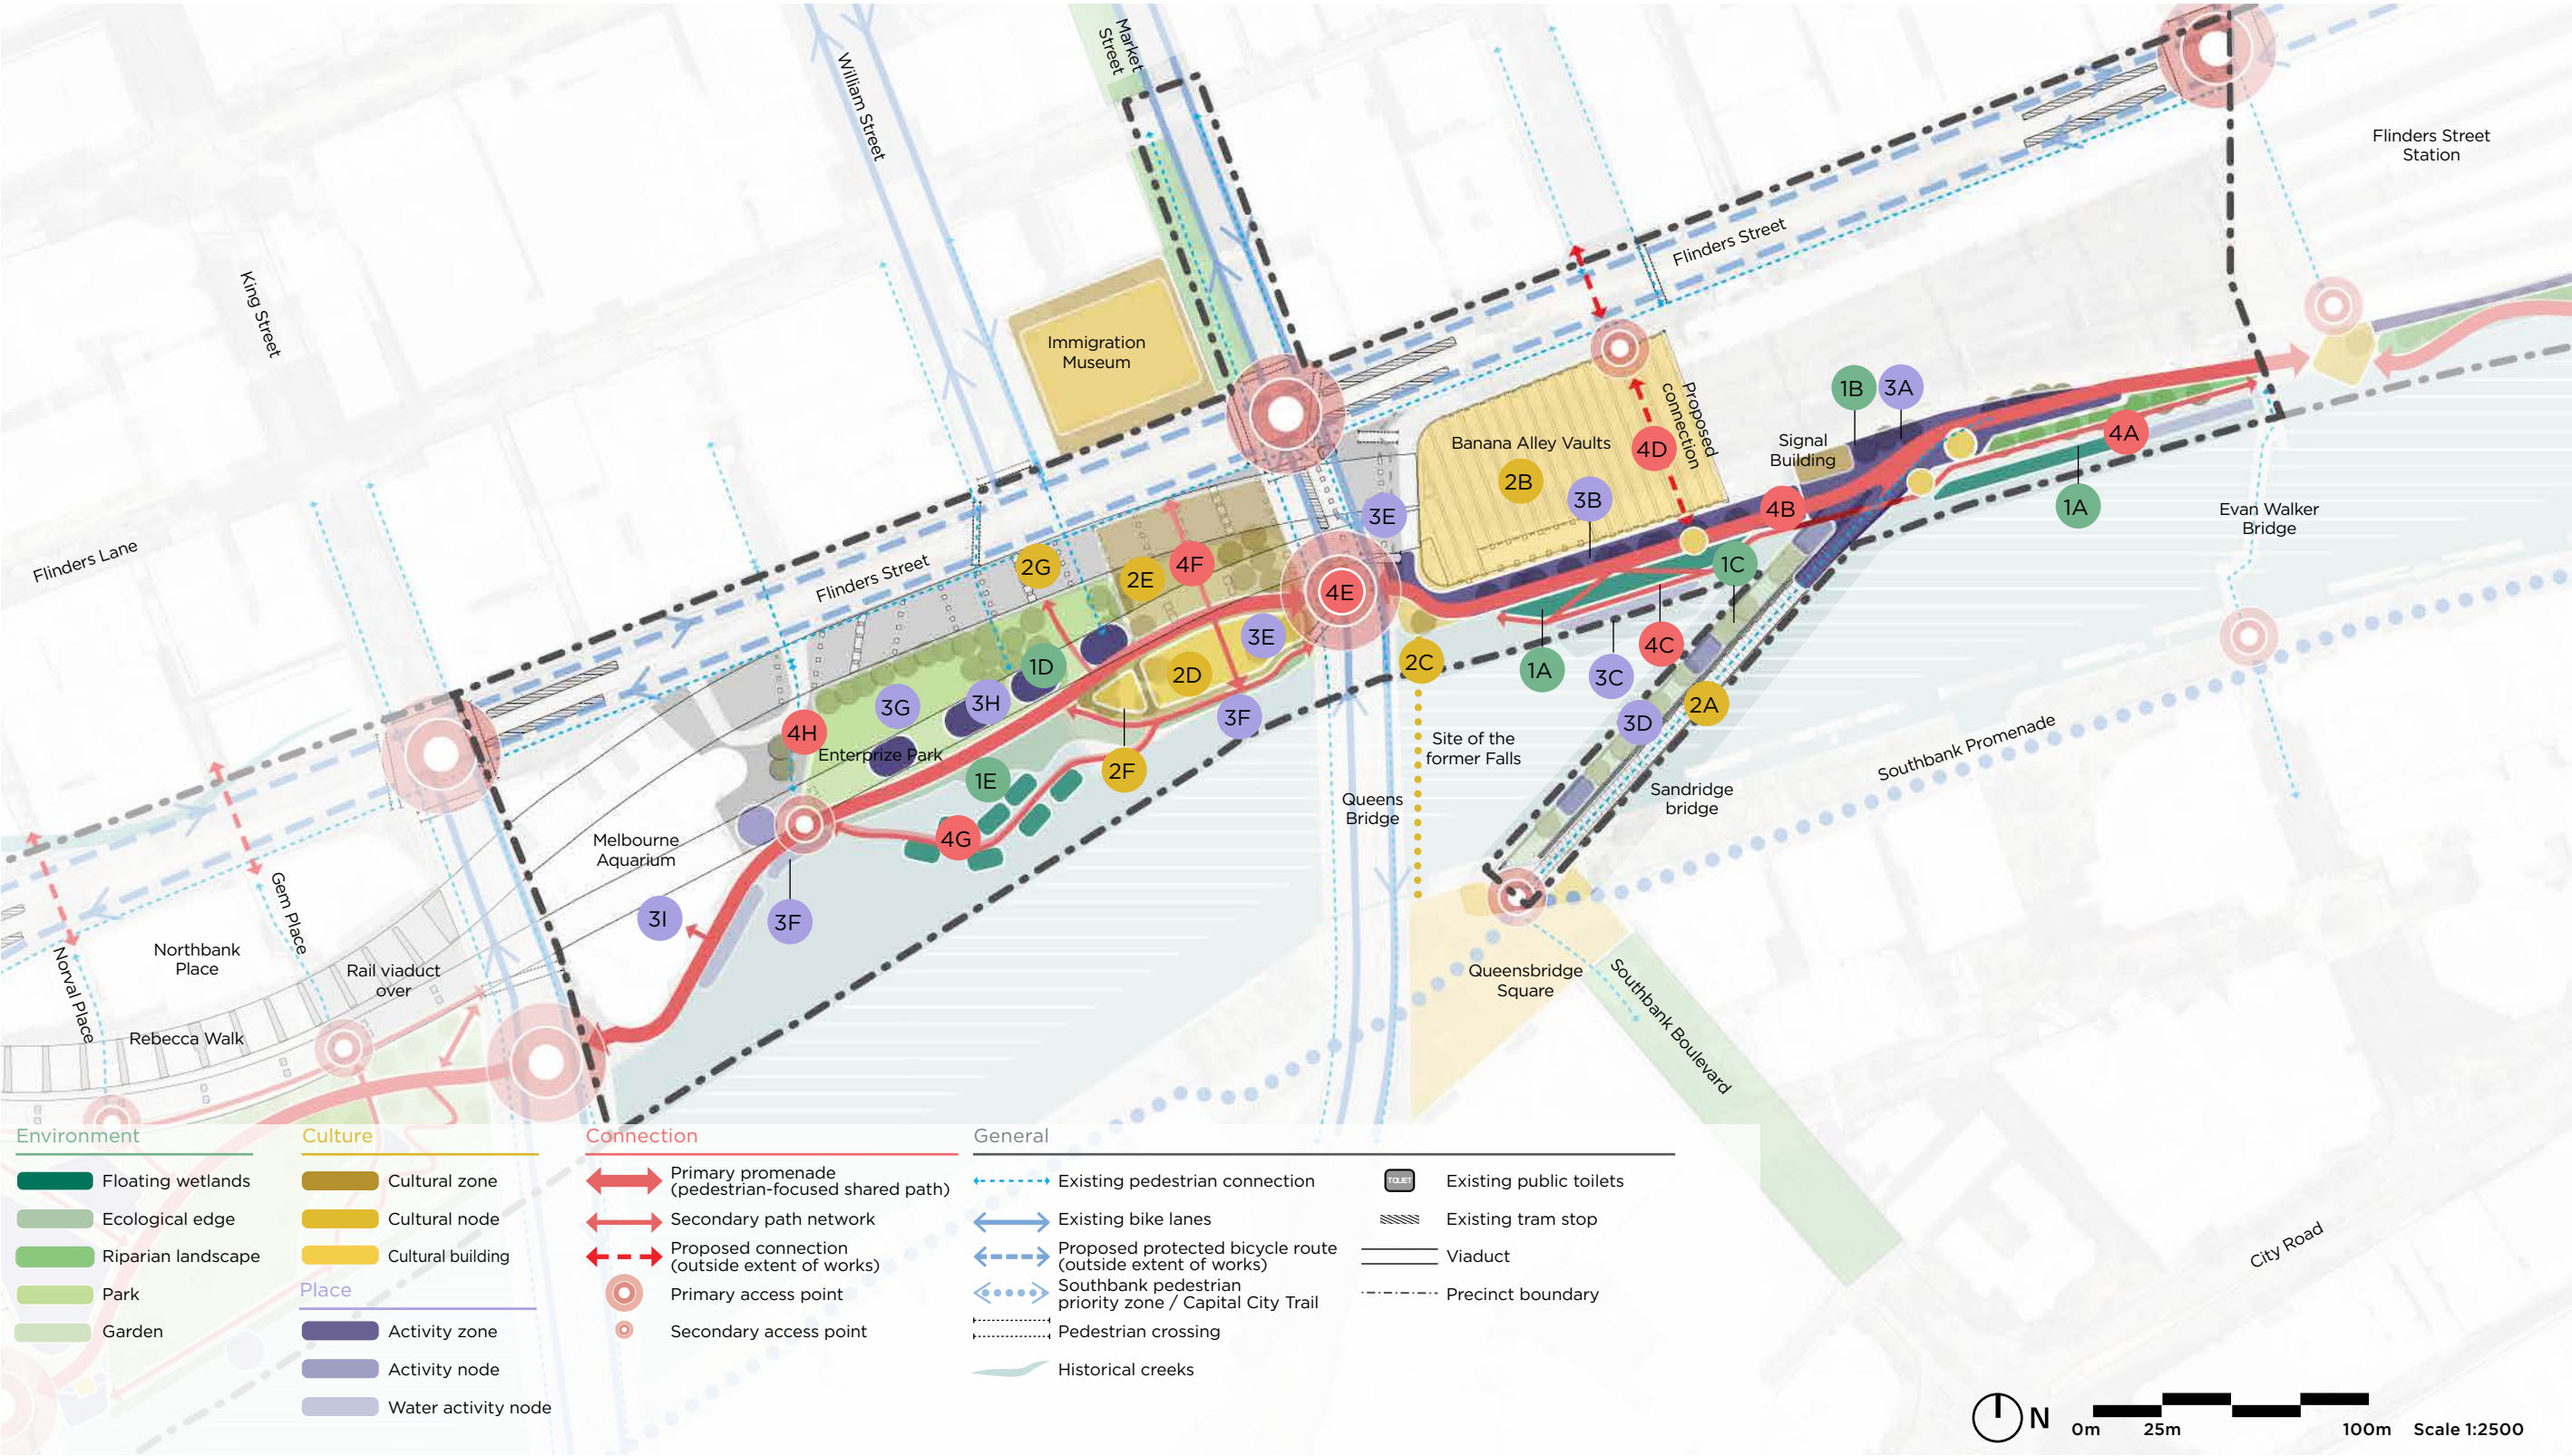 Market
Street
William Street
Flinders Street
Station
King Street
Flinders Street
Immigration
Museum
1B
3A
Proposed
connection
Banana Alley Vaults
4D
Signal
Building
4A
2B
3B
4B
3E
1A
Evan Walker
Bridge
Flinders Lane
Flinders Street
2G
2E
4F
4E
1C
3E
1D
2D
2C
1A
3C
4C
3G
3H
3F
3D
2A
4H
Enterprize Park
Site of the
former Falls
Southbank Promenade
1E
2F
Queens
Bridge
Sandridge
bridge
4G
Melbourne
Aquarium
3I
3F
Gem Place
Northbank
Place
Norval Place
Rail viaduct
over
Queensbridge
Square
Southbank Boulevard
Rebecca Walk
City Road
Environment
Floating wetlands
Ecological edge
Riparian landscape
Park
Garden
Culture
Cultural zone
Cultural node
Cultural building
Place
Activity zone
Activity node
Water activity node
Connection
Primary promenade
(pedestrian-focused shared path)
Secondary path network
Proposed connection
(outside extent of works)
Primary access point
Secondary access point
General
Existing pedestrian connection
Existing bike lanes
Proposed protected bicycle route
(outside extent of works)
Southbank pedestrian
priority zone / Capital City Trail
Pedestrian crossing
Historical creeks
TOILET
Existing public toilets
Existing tram stop
Viaduct
Precinct boundary
N
0m 25m 100m Scale 1:2500